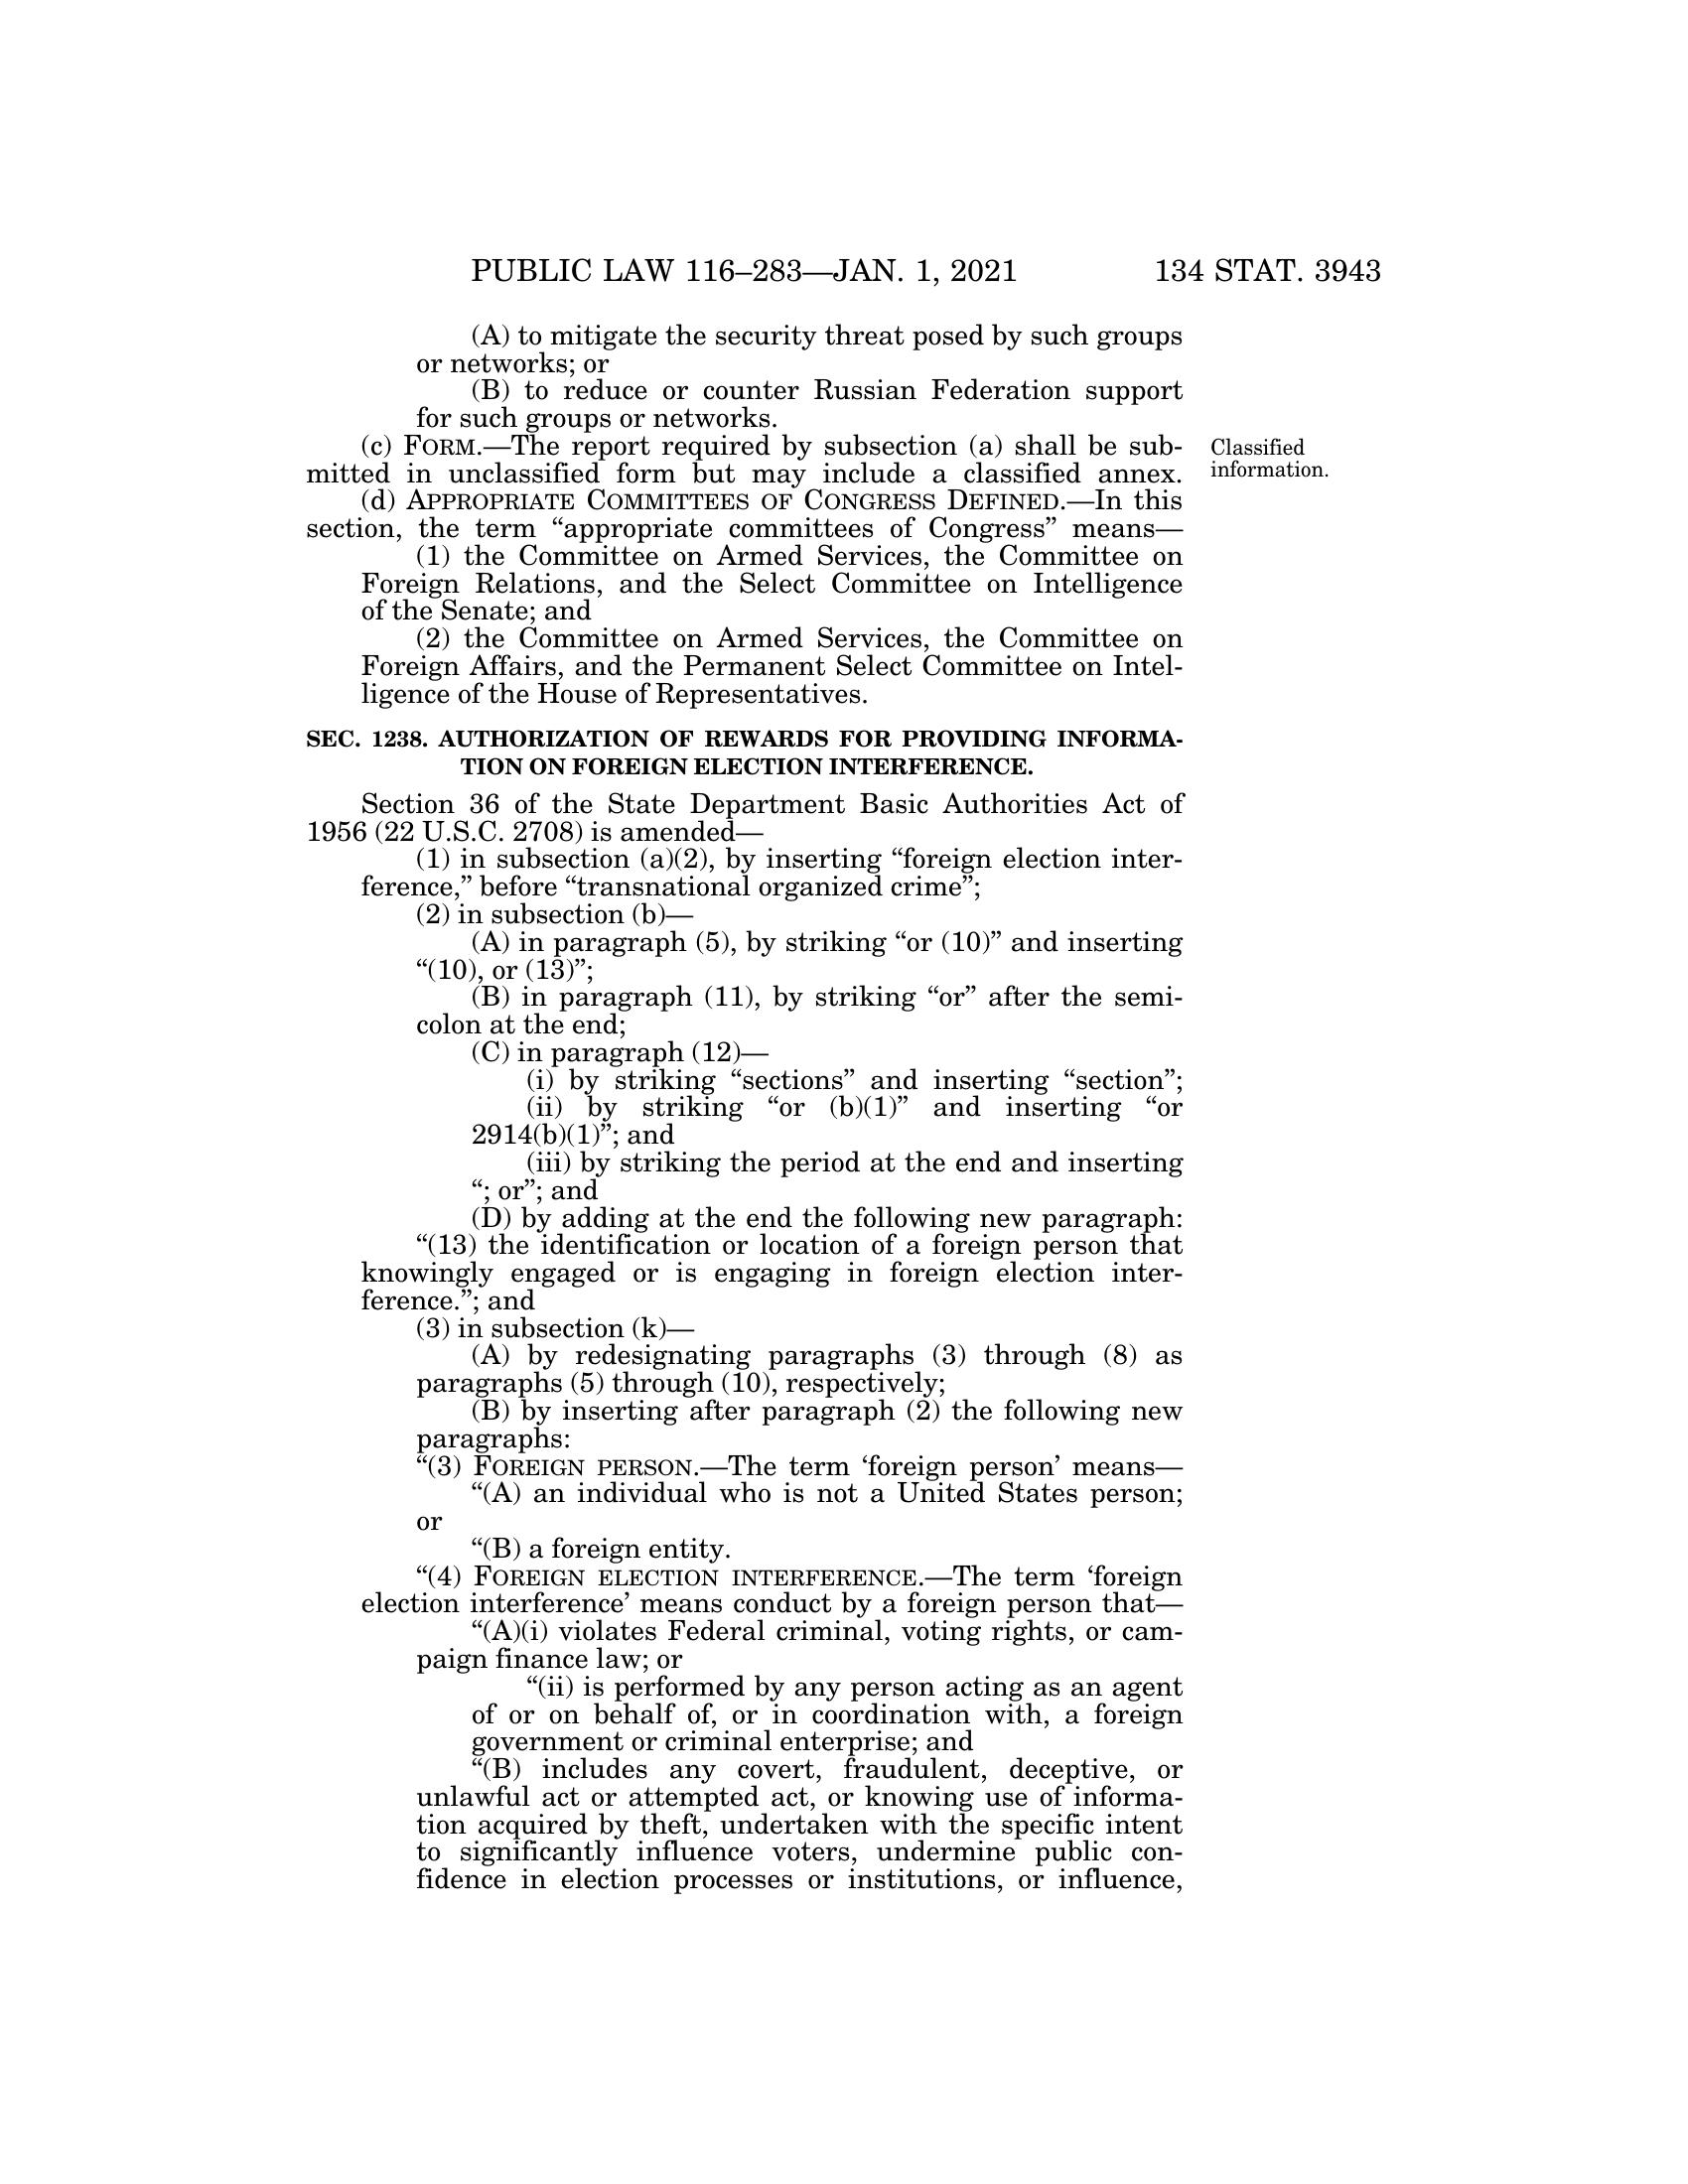 PUBLIC LAW 116–283—JAN. 1, 2021 134 STAT. 3943
(A) to mitigate the security threat posed by such groups
or networks; or
(B) to reduce or counter Russian Federation support
for such groups or networks.
(c) FORM.—The report required by subsection (a) shall be sub-
mitted in unclassified form but may include a classified annex.
Classified
information.
(d) APPROPRIATE COMMITTEES OF CONGRESS DEFINED.—In this
section, the term “appropriate committees of Congress” means—
(1) the Committee on Armed Services, the Committee on
Foreign Relations, and the Select Committee on Intelligence
of the Senate; and
(2) the Committee on Armed Services, the Committee on
Foreign Affairs, and the Permanent Select Committee on Intel-
ligence of the House of Representatives.
SEC. 1238. AUTHORIZATION OF REWARDS FOR PROVIDING INFORMA-
TION ON FOREIGN ELECTION INTERFERENCE.
Section 36 of the State Department Basic Authorities Act of
1956 (22 U.S.C. 2708) is amended—
(1) in subsection (a)(2), by inserting “foreign election inter-
ference,” before “transnational organized crime”;
(2) in subsection (b)—
(A) in paragraph (5), by striking “or (10)” and inserting
“(10), or (13)”;
(B) in paragraph (11), by striking “or” after the semi-
colon at the end;
(C) in paragraph (12)—
(i) by striking “sections” and inserting “section”;
(ii) by striking “or (b)(1)” and inserting “or
2914(b)(1)”; and
(iii) by striking the period at the end and inserting
“; or”; and
(D) by adding at the end the following new paragraph:
“(13) the identification or location of a foreign person that
knowingly engaged or is engaging in foreign election inter-
ference.”; and
(3) in subsection (k)—
(A) by redesignating paragraphs (3) through (8) as
paragraphs (5) through (10), respectively;
(B) by inserting after paragraph (2) the following new
paragraphs:
“(3) FOREIGN PERSON.—The term ‘foreign person’ means—
“(A) an individual who is not a United States person;
or
“(B) a foreign entity.
“(4) FOREIGN ELECTION INTERFERENCE.—The term ‘foreign
election interference’ means conduct by a foreign person that—
“(A)(i) violates Federal criminal, voting rights, or cam-
paign finance law; or
“(ii) is performed by any person acting as an agent
of or on behalf of, or in coordination with, a foreign
government or criminal enterprise; and
“(B) includes any covert, fraudulent, deceptive, or
unlawful act or attempted act, or knowing use of informa-
tion acquired by theft, undertaken with the specific intent
to significantly influence voters, undermine public con-
fidence in election processes or institutions, or influence,